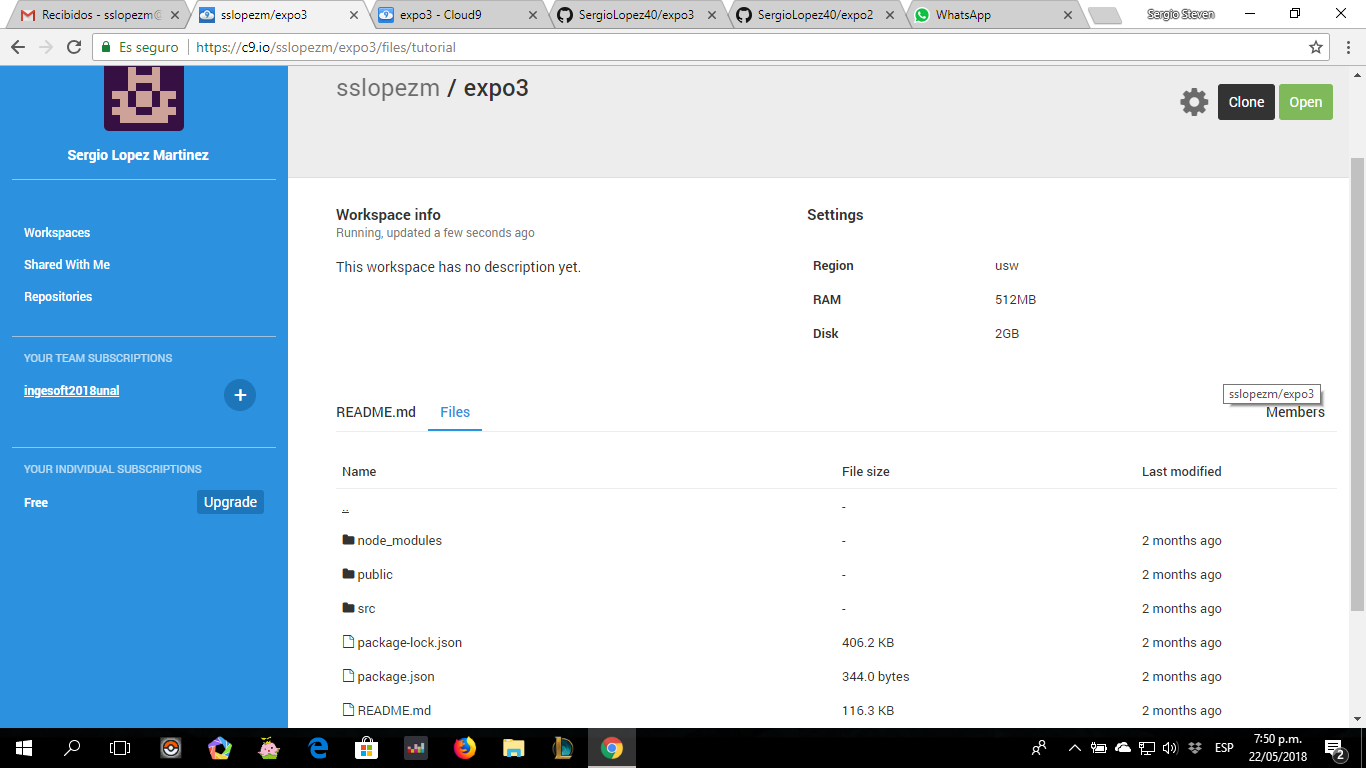 Recibidos - sslopezm@
sslopezm/expo3
expo3 - Cloud9
SergioLopez40/expo3
SergioLopez40/expo2
WhatsApp
Sergio Steven
Es seguro
https://c9.io/sslopezm/expo3/files/tutorial
Sergio Lopez Martinez
Workspaces
Shared With Me
Repositories
YOUR TEAM SUBSCRIPTIONS
ingesoft2018unal
+
YOUR INDIVIDUAL SUBSCRIPTIONS
Free Upgrade
sslopezm / expo3
Clone Open
Workspace info
Running, updated a few seconds ago
This workspace has no description yet.
Settings
Region usw
RAM 512MB
Disk 2GB
sslopezm/expo3
README.md Files Members
Name File size Last modified
.. -
node_modules - 2 months ago
public - 2 months ago
src - 2 months ago
package-lock.json 406.2 KB 2 months ago
package.json 344.0 bytes 2 months ago
README.md 116.3 KB 2 months ago
ESP
7:50 p.m.
22/05/2018
2